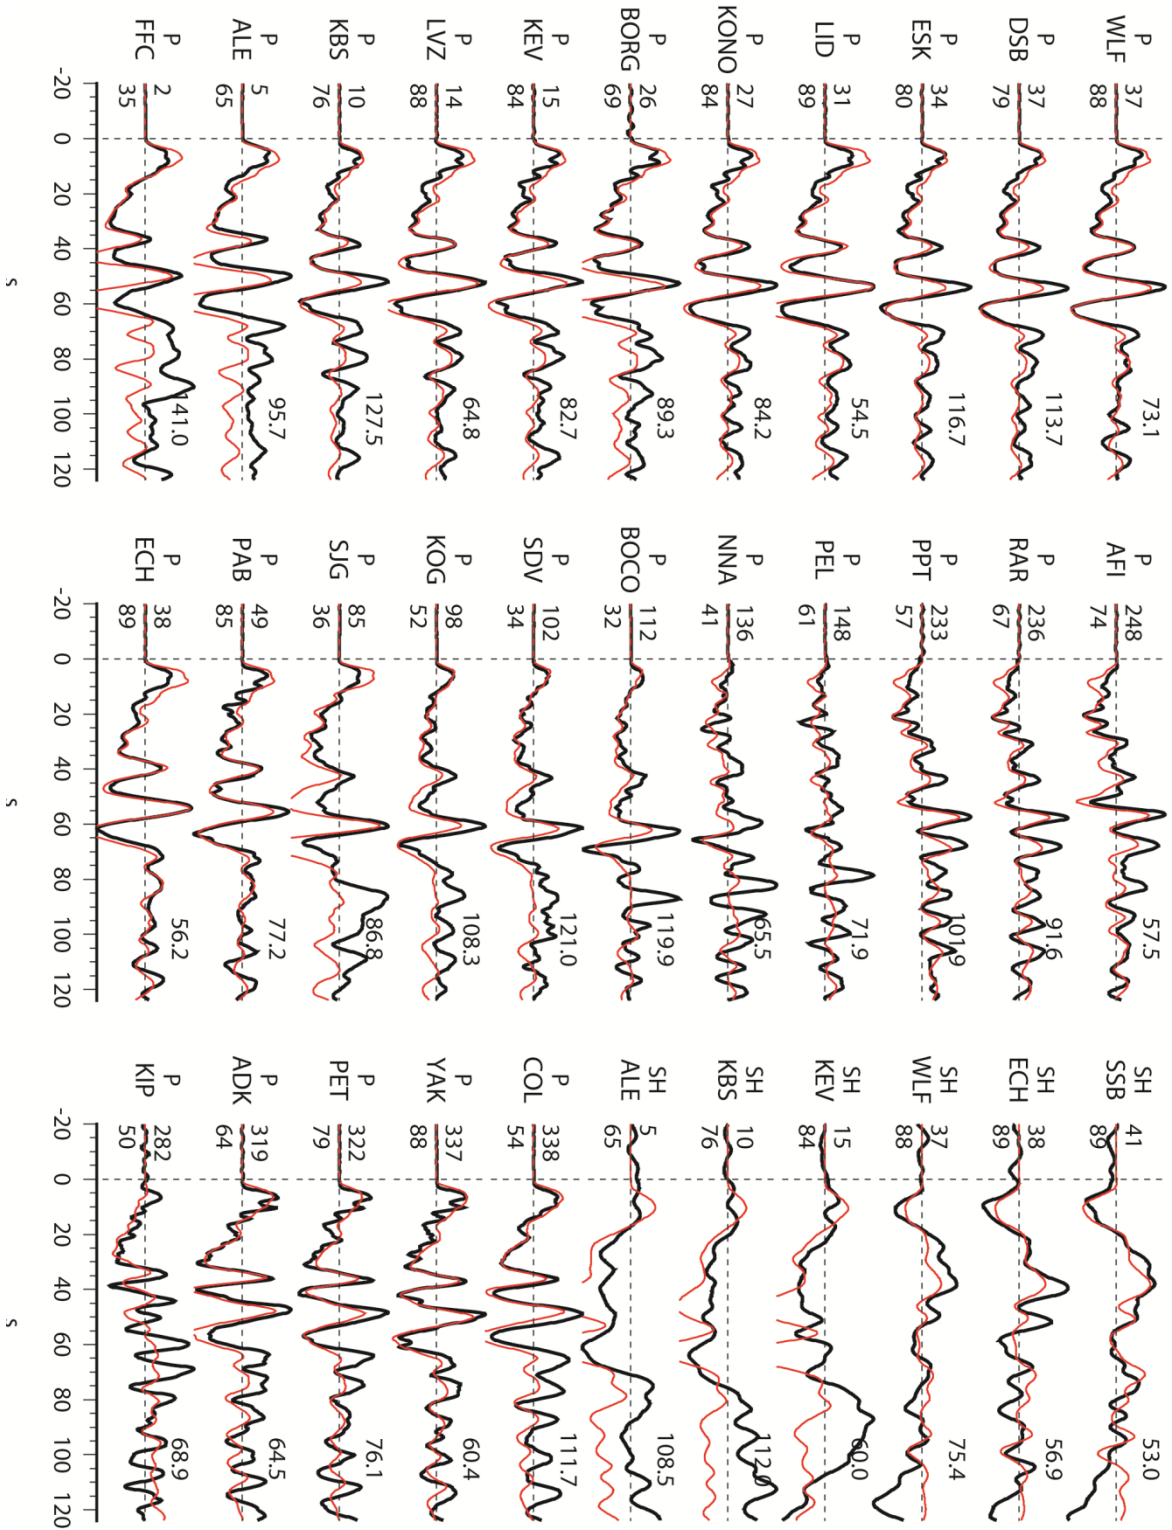 P
WLF
37
88
73.1
P
DSB
37
79
113.7
P
ESK
34
80
116.7
P
LID
31
89
54.5
P
KONO
27
84
84.2
P
BORG
26
69
89.3
P
KEV
15
84
82.7
P
LVZ
14
88
64.8
P
KBS
10
76
127.5
P
ALE
5
65
95.7
P
FFC
2
35
141.0
-20 0 20 40 60 80 100 120
s
P
AFI
248
74
57.5
P
RAR
236
67
91.6
P
PPT
233
57
101.9
P
PEL
148
61
71.9
P
NNA
136
41
65.5
P
BOCO
112
32
119.9
P
SDV
102
34
121.0
P
KOG
98
52
108.3
P
SJG
85
36
86.8
P
PAB
49
85
77.2
P
ECH
38
89
56.2
-20 0 20 40 60 80 100 120
s
SH
SSB
41
89
53.0
SH
ECH
38
89
56.9
SH
WLF
37
88
75.4
SH
KEV
15
84
60.0
SH
KBS
10
76
112.0
SH
ALE
5
65
108.5
P
COL
338
54
111.7
P
YAK
337
88
60.4
P
PET
322
79
76.1
P
ADK
319
64
64.5
P
KIP
282
50
68.9
-20 0 20 40 60 80 100 120
s